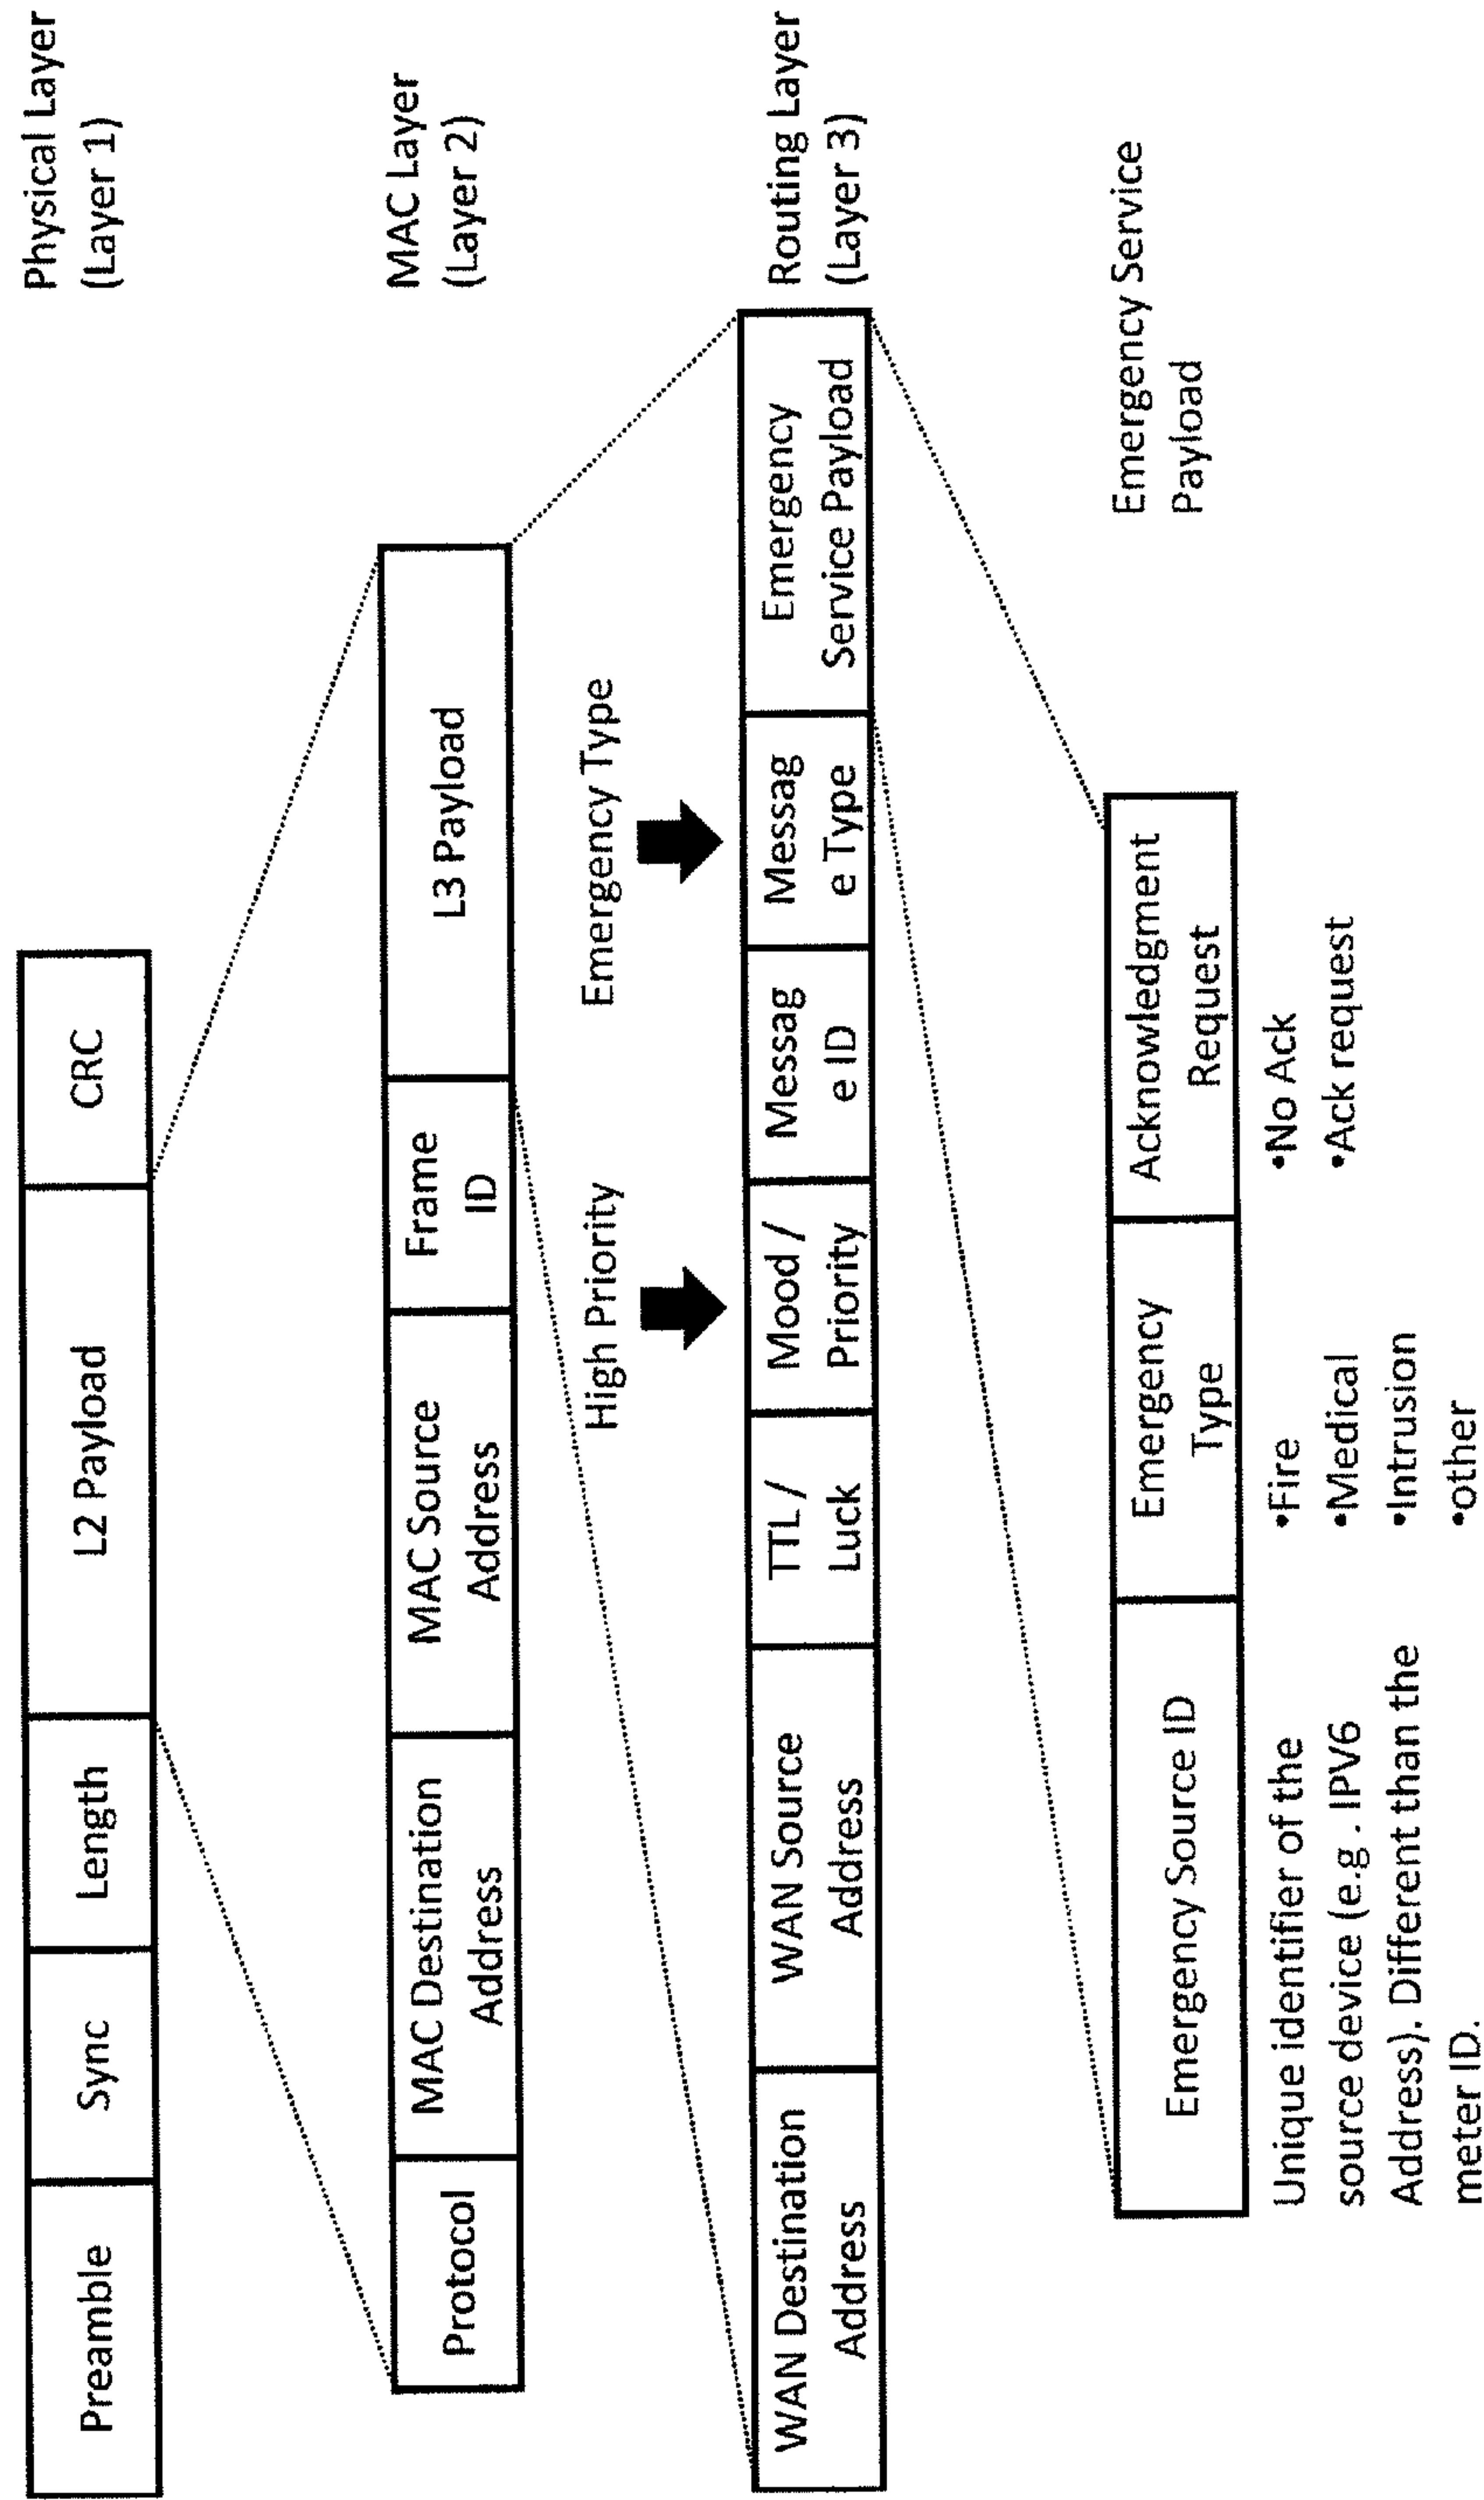 Physical Layer
(Layer 1)
Preamble
Sync
Length
L2 Payload
CRC
MAC Layer
(Layer 2)
Protocol
MAC Destination
Address
MAC Source
Address
Frame
ID
L3 Payload
High Priority
Emergency Type
Routing Layer
(Layer 3)
WAN Destination
Address
WAN Source
Address
TTL /
Luck
Mood /
Priority
Messag
e ID
Messag
e Type
Emergency
Service Payload
Emergency Service
Payload
Emergency Source ID
Emergency
Type
Acknowledgment
Request
Unique identifier of the
source device (e.g . IPV6
Address). Different than the
meter ID.
•Fire
•Medical
•Intrusion
•other
•No Ack
•Ack request